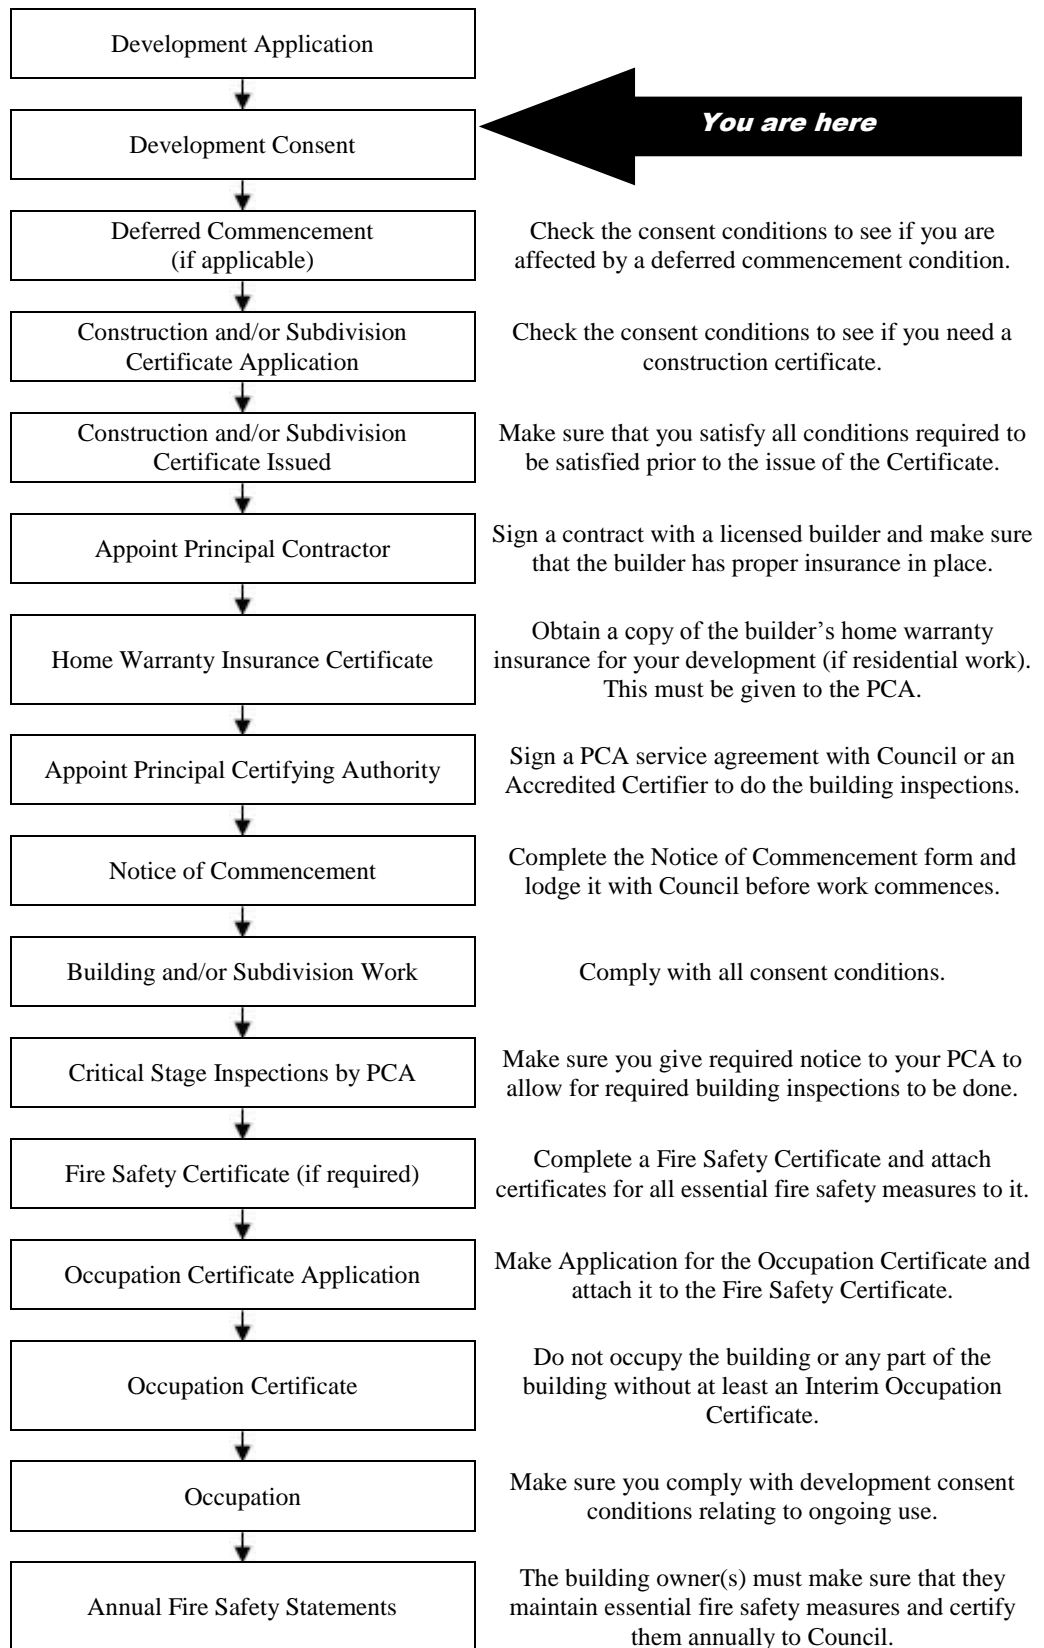 Development Application
Development Consent
You are here
Deferred Commencement
(if applicable)
Check the consent conditions to see if you are
affected by a deferred commencement condition.
Construction and/or Subdivision
Certificate Application
Check the consent conditions to see if you need a
construction certificate.
Construction and/or Subdivision
Certificate Issued
Make sure that you satisfy all conditions required to
be satisfied prior to the issue of the Certificate.
Appoint Principal Contractor
Sign a contract with a licensed builder and make sure
that the builder has proper insurance in place.
Home Warranty Insurance Certificate
Obtain a copy of the builder’s home warranty
insurance for your development (if residential work).
This must be given to the PCA.
Appoint Principal Certifying Authority
Sign a PCA service agreement with Council or an
Accredited Certifier to do the building inspections.
Notice of Commencement
Complete the Notice of Commencement form and
lodge it with Council before work commences.
Building and/or Subdivision Work
Comply with all consent conditions.
Critical Stage Inspections by PCA
Make sure you give required notice to your PCA to
allow for required building inspections to be done.
Fire Safety Certificate (if required)
Complete a Fire Safety Certificate and attach
certificates for all essential fire safety measures to it.
Occupation Certificate Application
Make Application for the Occupation Certificate and
attach it to the Fire Safety Certificate.
Occupation Certificate
Do not occupy the building or any part of the
building without at least an Interim Occupation
Certificate.
Occupation
Make sure you comply with development consent
conditions relating to ongoing use.
Annual Fire Safety Statements
The building owner(s) must make sure that they
maintain essential fire safety measures and certify
them annually to Council.